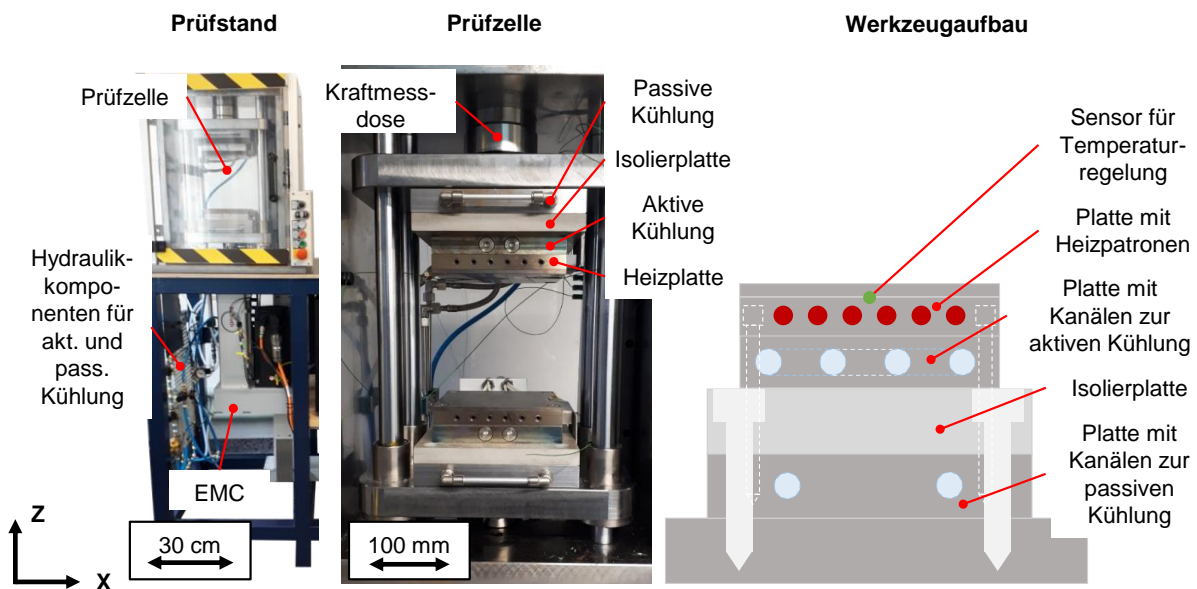 Prüfstand
Prüfzelle
Hydraulik-
kompo-
nenten für
akt. und
pass.
Kühlung
EMC
Z
X
30 cm
Prüfzelle
Kraftmess-
dose
Passive
Kühlung
Isolierplatte
Aktive
Kühlung
Heizplatte
100 mm
Werkzeugaufbau
Sensor für
Temperatur-
regelung
Platte mit
Heizpatronen
Platte mit
Kanälen zur
aktiven Kühlung
Isolierplatte
Platte mit
Kanälen zur
passiven
Kühlung